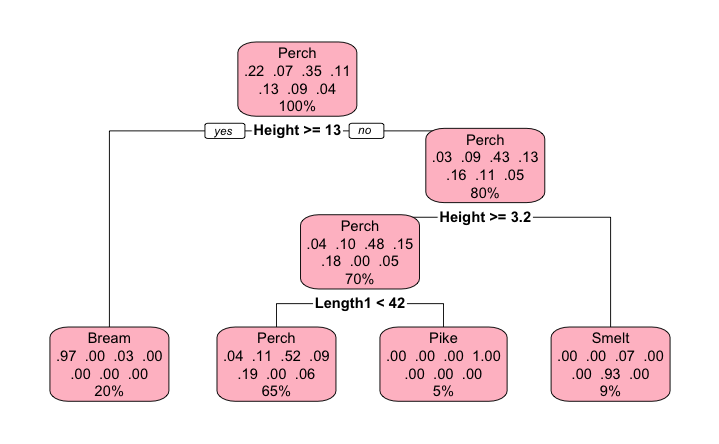 Perch
.22 .07 .35 .11
.13 .09 .04
100%
yes Height >= 13 no
Perch
.03 .09 .43 .13
.16 .11 .05
80%
Height >= 3.2
Perch
.04 .10 .48 .15
.18 .00 .05
70%
Length1 < 42
Bream
.97 .00 .03 .00
.00 .00 .00
20%
Perch
.04 .11 .52 .09
.19 .00 .06
65%
Pike
.00 .00 .00 1.00
.00 .00 .00
5%
Smelt
.00 .00 .07 .00
.00 .93 .00
9%